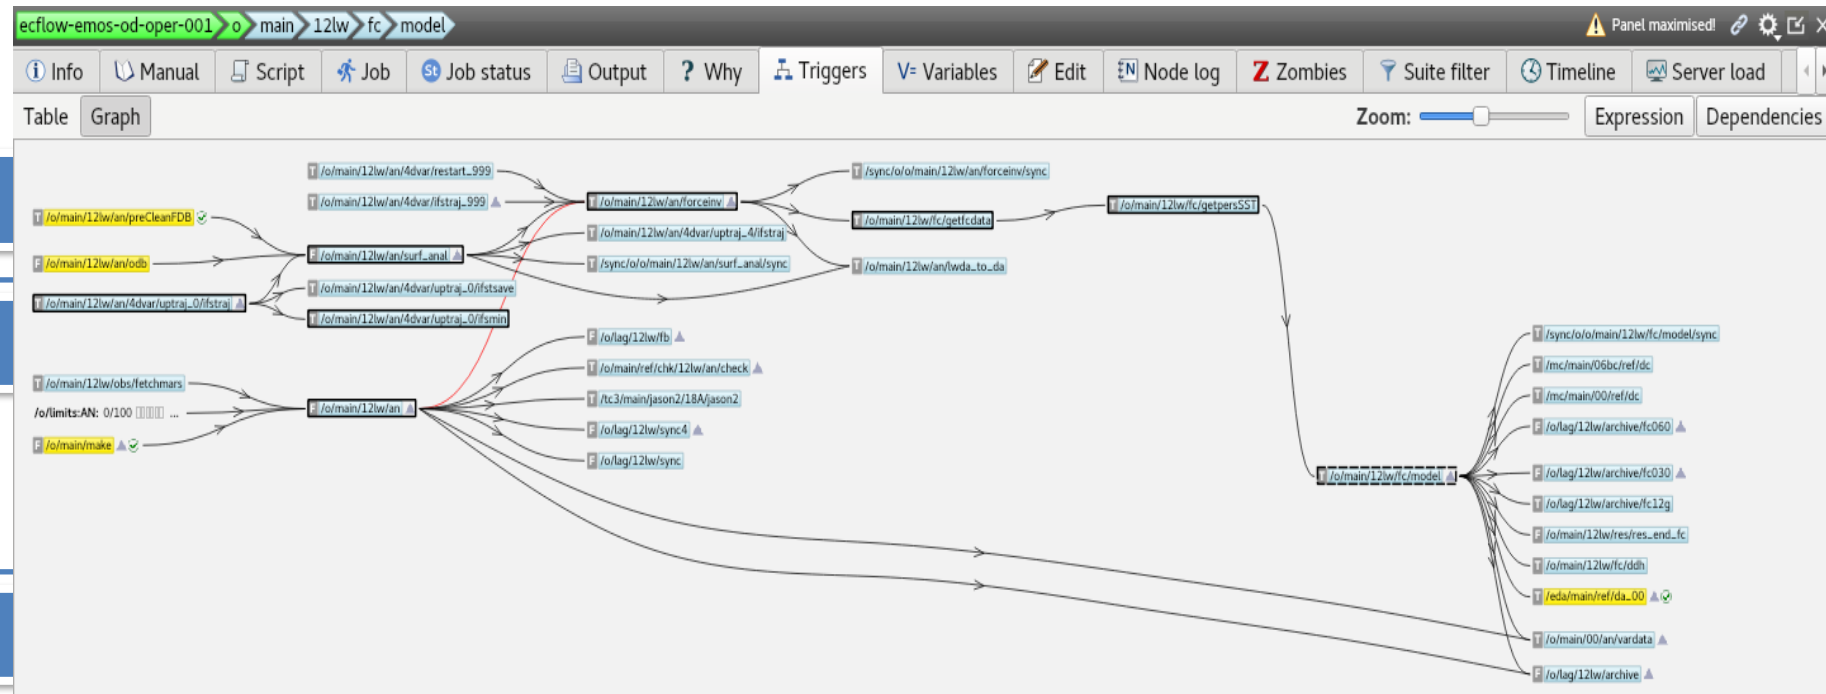 ecflow-emos-od-oper-001 o main 12lw fc model
Panel maximised!
Info Manual Script Job Job status Output Why Triggers Variables Edit Node log Zombies Suite filter Timeline Server load
Table Graph
Zoom: Expression Dependencies
T /o/main/12lw/an/preCleanFDB
F /o/main/12lw/an/odb
T /o/main/12lw/an/4dvar/uptraj_0/ifstraj
T /o/main/12lw/obs/fetchmars
/o/limits:AN: 0/100 ...
F /o/main/make
T /o/main/12lw/an/4dvar/restart_999
T /o/main/12lw/an/4dvar/ifstraj_999
F /o/main/12lw/an/surf_anal
T /o/main/12lw/an/4dvar/uptraj_0/ifstsave
T /o/main/12lw/an/4dvar/uptraj_0/ifsmin
F /o/main/12lw/an
T /o/main/12lw/an/forceinv
T /o/main/12lw/an/4dvar/uptraj_4/ifstraj
T /sync/o/o/main/12lw/an/surf_anal/sync
F /o/lag/12lw/fb
T /o/main/ref/chk/12lw/an/check
T /tc3/main/jason2/18A/jason2
F /o/lag/12lw/sync4
F /o/lag/12lw/sync
T /sync/o/o/main/12lw/an/forceinv/sync
T /o/main/12lw/fc/getfcdata
T /o/main/12lw/an/lwda_to_da
T /o/main/12lw/fc/getpersSST
T /o/main/12lw/fc/model
T /sync/o/o/main/12lw/fc/model/sync
T /mc/main/06bc/ref/dc
T /mc/main/00/ref/dc
F /o/lag/12lw/archive/fc060
F /o/lag/12lw/archive/fc030
T /o/lag/12lw/archive/fc12g
F /o/main/12lw/res/res_end_fc
T /o/main/12lw/fc/ddh
T /eda/main/ref/da_00
T /o/main/00/an/vardata
F /o/lag/12lw/archive